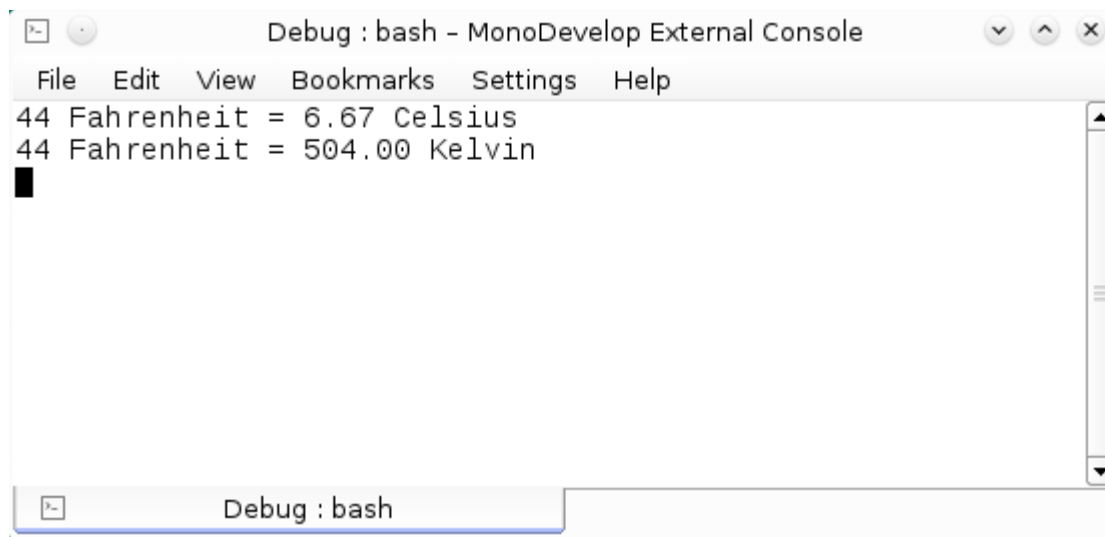 Debug : bash – MonoDevelop External Console
File Edit View Bookmarks Settings Help
44 Fahrenheit = 6.67 Celsius
44 Fahrenheit = 504.00 Kelvin
Debug : bash